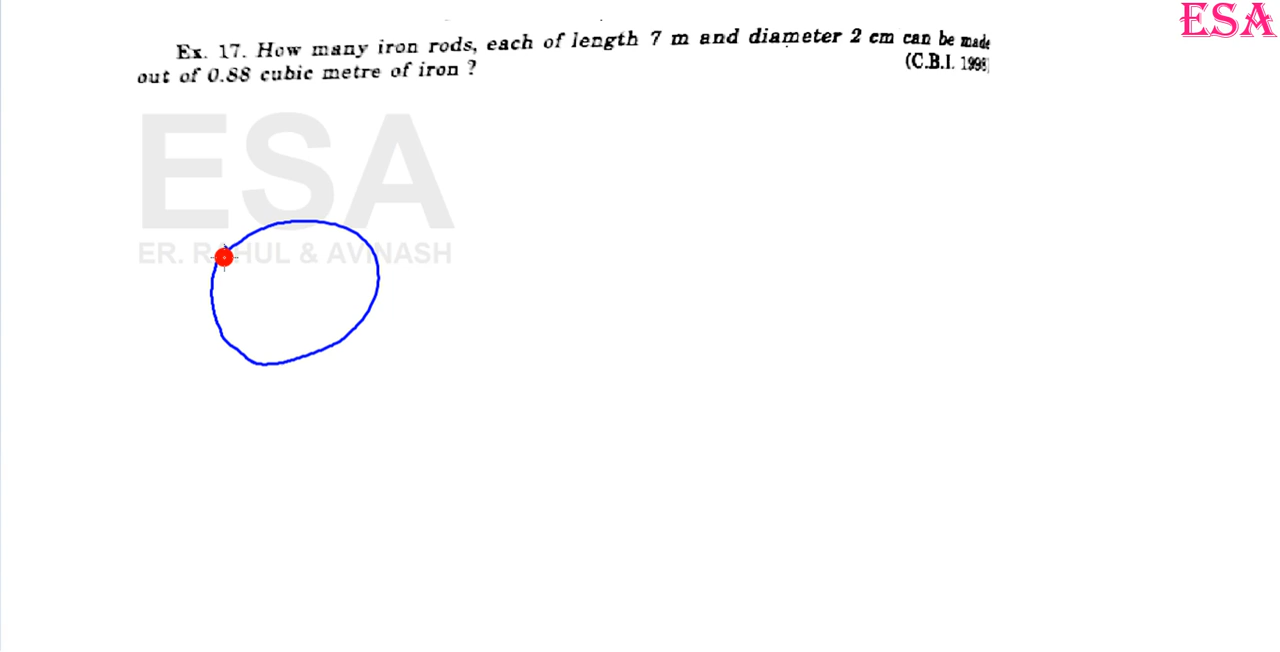 ESA
Ex. 17. How many iron rods, each of length 7 m and diameter 2 cm can be made
out of 0.88 cubic metre of iron ?
(C.B.I. 1998)
ESA
ER. RAHUL & AVINASH